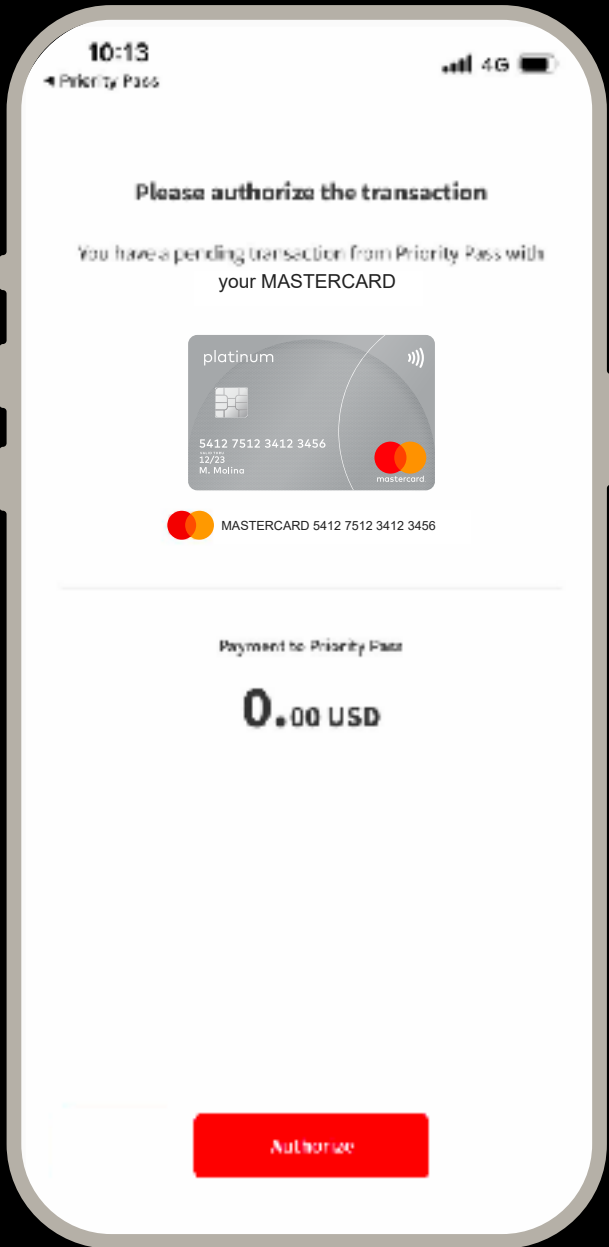 10:13
4G
◄ Priority Pass
Please authorize the transaction
You have a pending transaction from Priority Pass with
your MASTERCARD
platinum
5412 7512 3412 3456
12/23
M. Molina
mastercard
MASTERCARD 5412 7512 3412 3456
Payment to Priority Pass
0.00 USD
Authorize